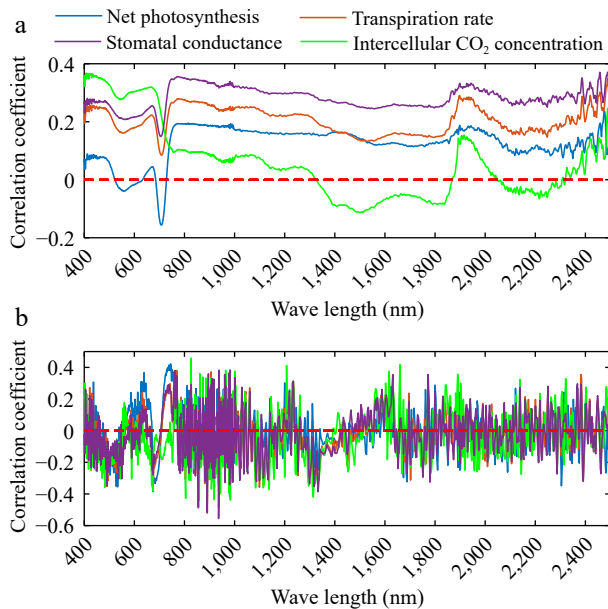 a
Net photosynthesis
Transpiration rate
Stomatal conductance
Intercellular CO₂ concentration
Correlation coefficient
0.4
0.2
0
−0.2
400 600 800 1,000 1,200 1,400 1,600 1,800 2,000 2,200 2,400
Wave length (nm)
b
Correlation coefficient
0.4
0.2
0
−0.2
−0.4
−0.6
400 600 800 1,000 1,200 1,400 1,600 1,800 2,000 2,200 2,400
Wave length (nm)